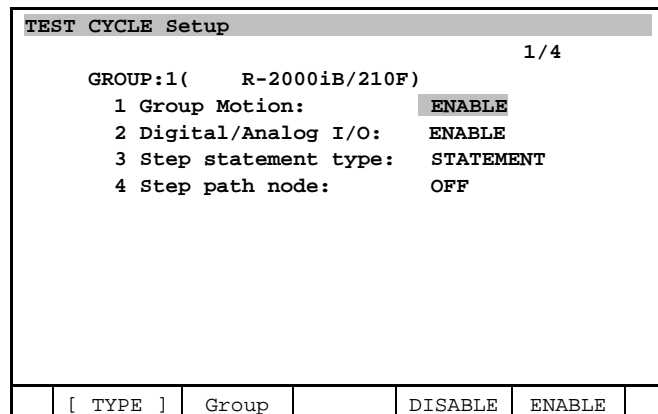 TEST CYCLE Setup
1/4
GROUP:1( R-2000iB/210F)
1 Group Motion: ENABLE
2 Digital/Analog I/O: ENABLE
3 Step statement type: STATEMENT
4 Step path node: OFF
[ TYPE ] Group DISABLE ENABLE